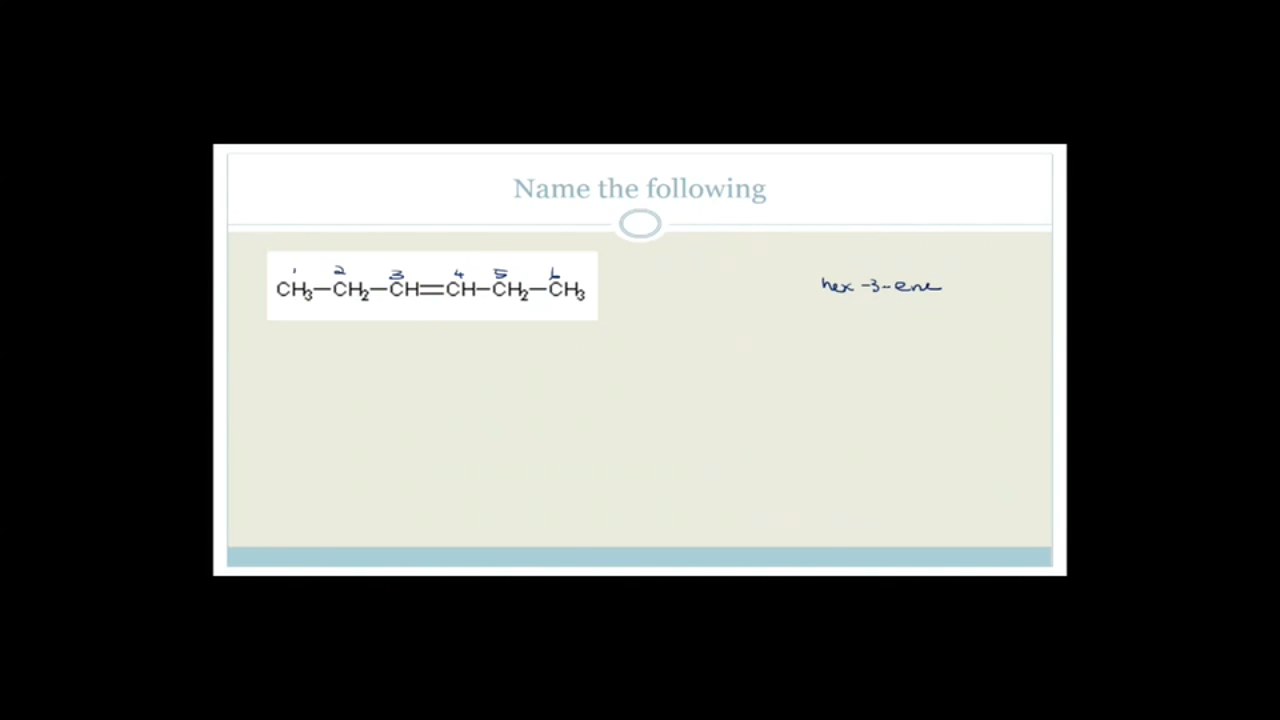 Name the following
1 2 3 4 5 6
CH₃—CH₂—CH=CH—CH₂—CH₃
hex-3-ene